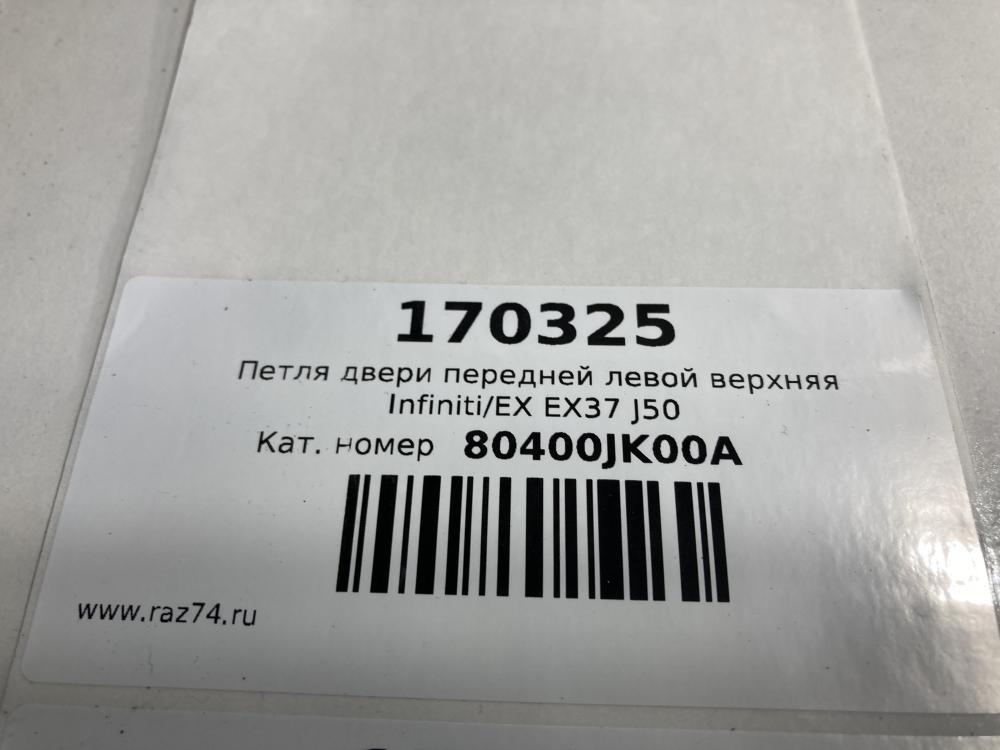 170325
Петля двери передней левой верхняя
Infiniti/EX EX37 J50
Кат. номер 80400JK00A
www.raz74.ru